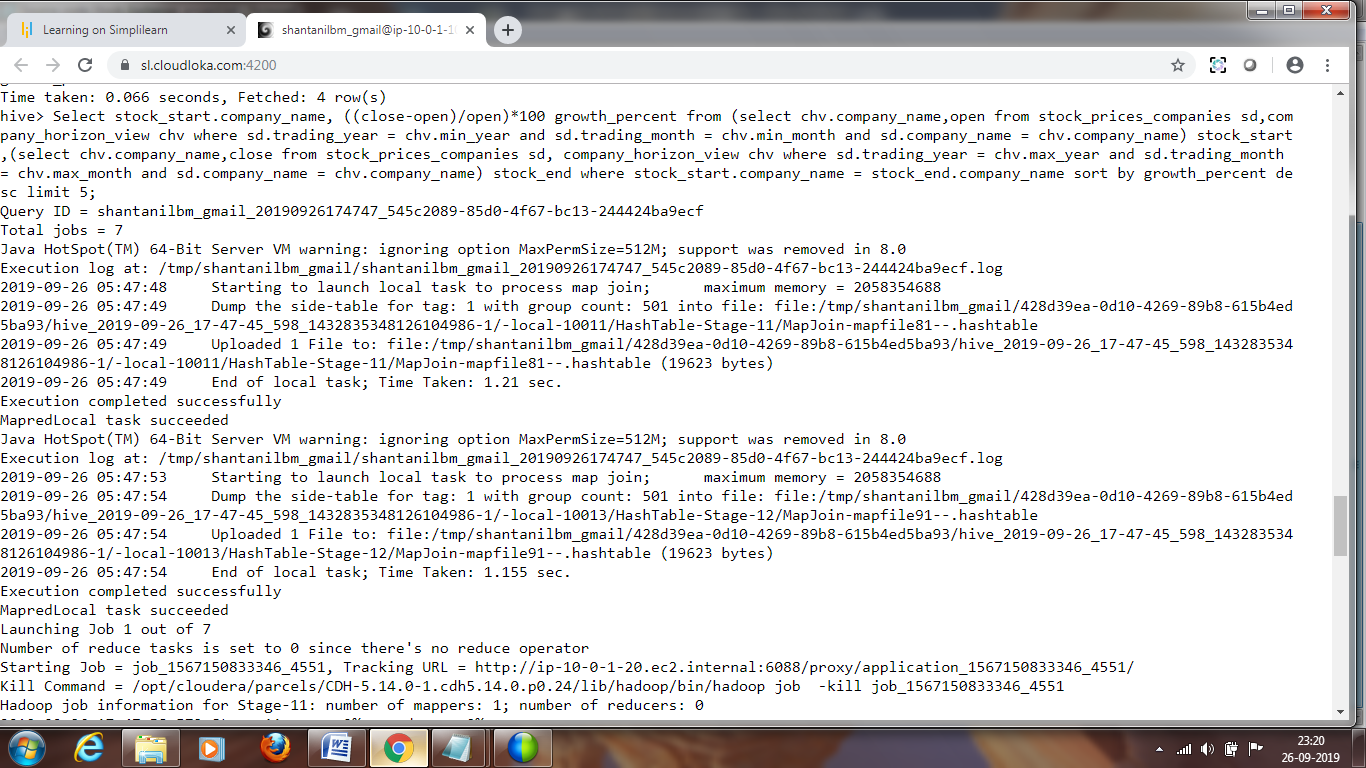 Learning on Simplilearn
shantanilbm_gmail@ip-10-0-1-10
sl.cloudloka.com:4200
Time taken: 0.066 seconds, Fetched: 4 row(s)
hive> Select stock_start.company_name, ((close-open)/open)*100 growth_percent from (select chv.company_name,open from stock_prices_companies sd,com
pany_horizon_view chv where sd.trading_year = chv.min_year and sd.trading_month = chv.min_month and sd.company_name = chv.company_name) stock_start
,(select chv.company_name,close from stock_prices_companies sd, company_horizon_view chv where sd.trading_year = chv.max_year and sd.trading_month
= chv.max_month and sd.company_name = chv.company_name) stock_end where stock_start.company_name = stock_end.company_name sort by growth_percent de
sc limit 5;
Query ID = shantanilbm_gmail_20190926174747_545c2089-85d0-4f67-bc13-244424ba9ecf
Total jobs = 7
Java HotSpot(TM) 64-Bit Server VM warning: ignoring option MaxPermSize=512M; support was removed in 8.0
Execution log at: /tmp/shantanilbm_gmail/shantanilbm_gmail_20190926174747_545c2089-85d0-4f67-bc13-244424ba9ecf.log
2019-09-26 05:47:48     Starting to launch local task to process map join;      maximum memory = 2058354688
2019-09-26 05:47:49     Dump the side-table for tag: 1 with group count: 501 into file: file:/tmp/shantanilbm_gmail/428d39ea-0d10-4269-89b8-615b4ed
5ba93/hive_2019-09-26_17-47-45_598_1432835348126104986-1/-local-10011/HashTable-Stage-11/MapJoin-mapfile81--.hashtable
2019-09-26 05:47:49     Uploaded 1 File to: file:/tmp/shantanilbm_gmail/428d39ea-0d10-4269-89b8-615b4ed5ba93/hive_2019-09-26_17-47-45_598_143283534
8126104986-1/-local-10011/HashTable-Stage-11/MapJoin-mapfile81--.hashtable (19623 bytes)
2019-09-26 05:47:49     End of local task; Time Taken: 1.21 sec.
Execution completed successfully
MapredLocal task succeeded
Java HotSpot(TM) 64-Bit Server VM warning: ignoring option MaxPermSize=512M; support was removed in 8.0
Execution log at: /tmp/shantanilbm_gmail/shantanilbm_gmail_20190926174747_545c2089-85d0-4f67-bc13-244424ba9ecf.log
2019-09-26 05:47:53     Starting to launch local task to process map join;      maximum memory = 2058354688
2019-09-26 05:47:54     Dump the side-table for tag: 1 with group count: 501 into file: file:/tmp/shantanilbm_gmail/428d39ea-0d10-4269-89b8-615b4ed
5ba93/hive_2019-09-26_17-47-45_598_1432835348126104986-1/-local-10013/HashTable-Stage-12/MapJoin-mapfile91--.hashtable
2019-09-26 05:47:54     Uploaded 1 File to: file:/tmp/shantanilbm_gmail/428d39ea-0d10-4269-89b8-615b4ed5ba93/hive_2019-09-26_17-47-45_598_143283534
8126104986-1/-local-10013/HashTable-Stage-12/MapJoin-mapfile91--.hashtable (19623 bytes)
2019-09-26 05:47:54     End of local task; Time Taken: 1.155 sec.
Execution completed successfully
MapredLocal task succeeded
Launching Job 1 out of 7
Number of reduce tasks is set to 0 since there's no reduce operator
Starting Job = job_1567150833346_4551, Tracking URL = http://ip-10-0-1-20.ec2.internal:6088/proxy/application_1567150833346_4551/
Kill Command = /opt/cloudera/parcels/CDH-5.14.0-1.cdh5.14.0.p0.24/lib/hadoop/bin/hadoop job  -kill job_1567150833346_4551
Hadoop job information for Stage-11: number of mappers: 1; number of reducers: 0
23:20
26-09-2019